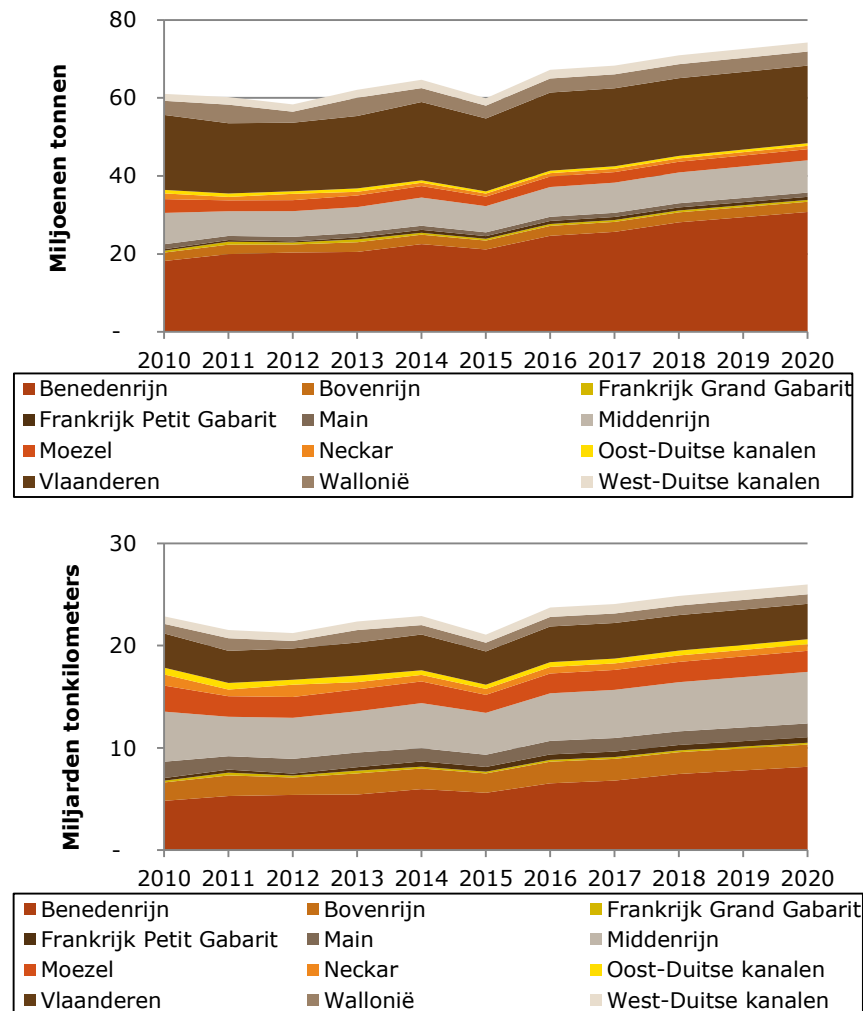 80
60
40
20
-
Miljoenen tonnen
2010 2011 2012 2013 2014 2015 2016 2017 2018 2019 2020
Benedenrijn Bovenrijn Frankrijk Grand Gabarit
Frankrijk Petit Gabarit Main Middenrijn
Moezel Neckar Oost-Duitse kanalen
Vlaanderen Wallonië West-Duitse kanalen
30
20
10
-
Miljarden tonkilometers
2010 2011 2012 2013 2014 2015 2016 2017 2018 2019 2020
Benedenrijn Bovenrijn Frankrijk Grand Gabarit
Frankrijk Petit Gabarit Main Middenrijn
Moezel Neckar Oost-Duitse kanalen
Vlaanderen Wallonië West-Duitse kanalen